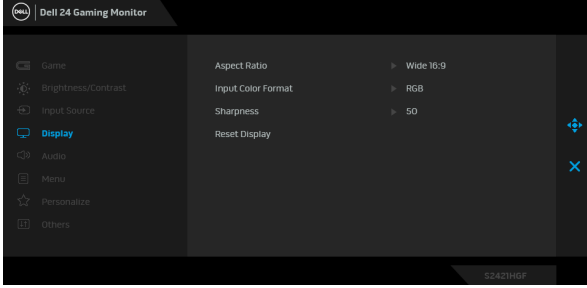 DELL Dell 24 Gaming Monitor
Game
Brightness/Contrast
Input Source
Display
Audio
Menu
Personalize
Others
Aspect Ratio Wide 16:9
Input Color Format RGB
Sharpness 50
Reset Display
S2421HGF